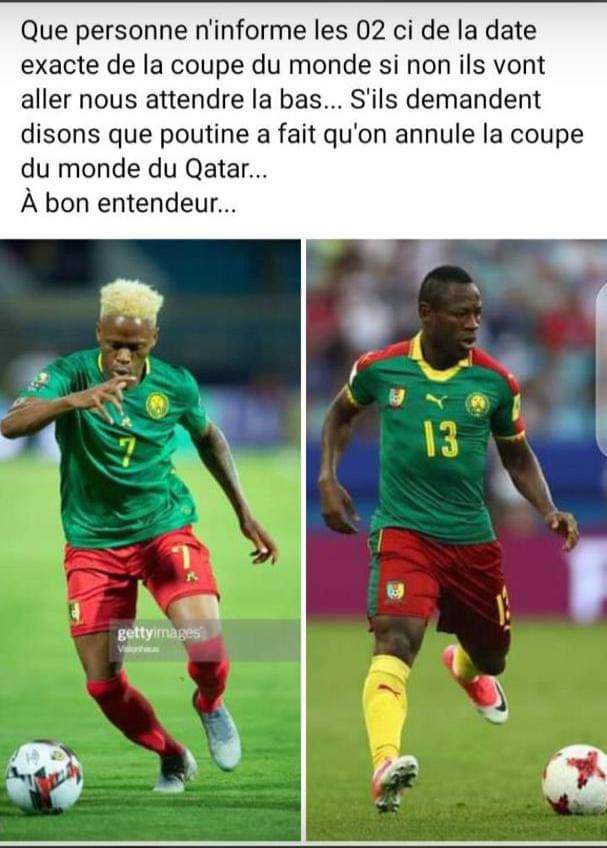 Que personne n'informe les 02 ci de la date
exacte de la coupe du monde si non ils vont
aller nous attendre la bas... S'ils demandent
disons que poutine a fait qu'on annule la coupe
du monde du Qatar...
À bon entendeur...
7
7
13
13
gettyimages
Visionhaus